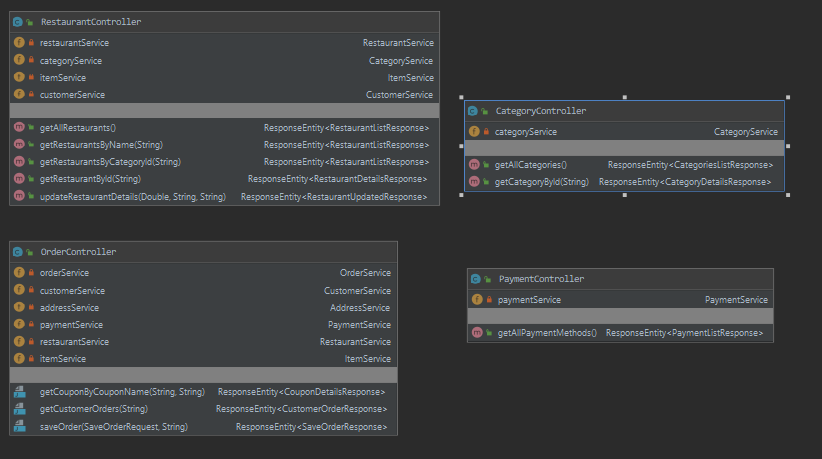 RestaurantController
restaurantService RestaurantService
categoryService CategoryService
itemService ItemService
customerService CustomerService
getAllRestaurants() ResponseEntity<RestaurantListResponse>
getRestaurantsByName(String) ResponseEntity<RestaurantListResponse>
getRestaurantsByCategoryId(String) ResponseEntity<RestaurantListResponse>
getRestaurantById(String) ResponseEntity<RestaurantDetailsResponse>
updateRestaurantDetails(Double, String, String) ResponseEntity<RestaurantUpdatedResponse>
CategoryController
categoryService CategoryService
getAllCategories() ResponseEntity<CategoriesListResponse>
getCategoryById(String) ResponseEntity<CategoryDetailsResponse>
OrderController
orderService OrderService
customerService CustomerService
addressService AddressService
paymentService PaymentService
restaurantService RestaurantService
itemService ItemService
getCouponByCouponName(String, String) ResponseEntity<CouponDetailsResponse>
getCustomerOrders(String) ResponseEntity<CustomerOrderResponse>
saveOrder(SaveOrderRequest, String) ResponseEntity<SaveOrderResponse>
PaymentController
paymentService PaymentService
getAllPaymentMethods() ResponseEntity<PaymentListResponse>